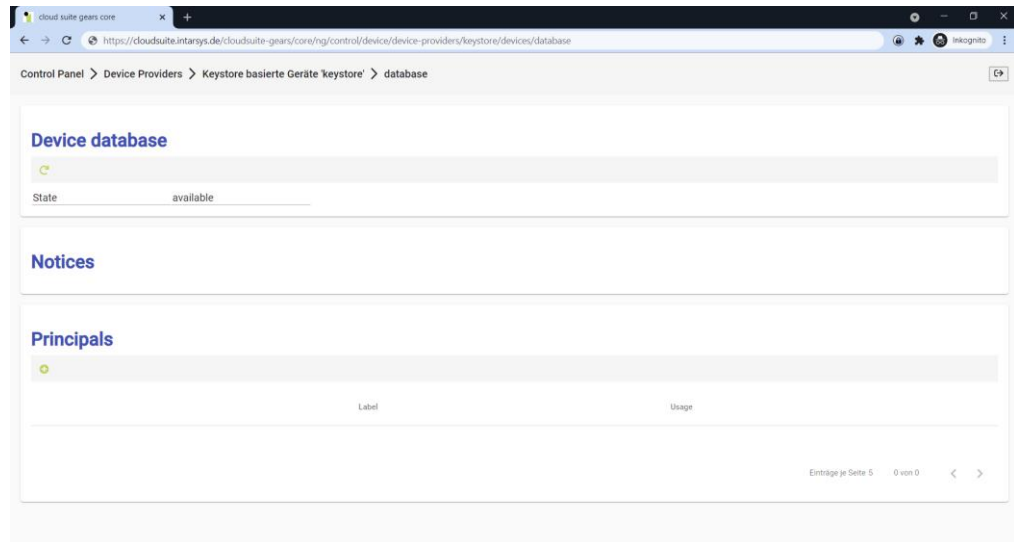 cloud suite gears core
https://cloudsuite.intarsys.de/cloudsuite-gears/core/ng/control/device/device-providers/keystore/devices/database
Inkognito
Control Panel > Device Providers > Keystore basierte Geräte 'keystore' > database
Device database
State available
Notices
Principals
Label Usage
Einträge je Seite 5 0 von 0